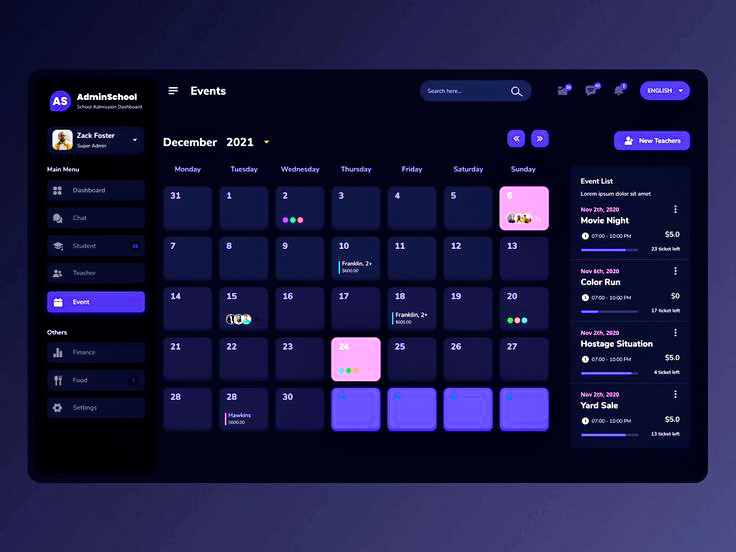 AS
AdminSchool
School Admission Dashboard
Zack Foster
Super Admin
Main Menu
Dashboard
Chat
Student
Teacher
Event
Others
Finance
Food
Settings
Events
Search here...
ENGLISH
December 2021
New Teachers
Monday Tuesday Wednesday Thursday Friday Saturday Sunday
31 1 2 3 4 5 6
7 8 9 10 11 12 13
Franklin, 2+
$600.00
14 15 16 17 18 19 20
Franklin, 2+
$600.00
21 22 23 24 25 26 27
28 28 30
Hawkins
$600.00
Event List
Lorem ipsum dolor sit amet
Nov 2th, 2020
Movie Night
07:00 - 10:00 PM $5.0
23 ticket left
Nov 6th, 2020
Color Run
07:00 - 10:00 PM $0
17 ticket left
Nov 2th, 2020
Hostage Situation
07:00 - 10:00 PM $5.0
4 ticket left
Nov 2th, 2020
Yard Sale
07:00 - 10:00 PM $5.0
13 ticket left